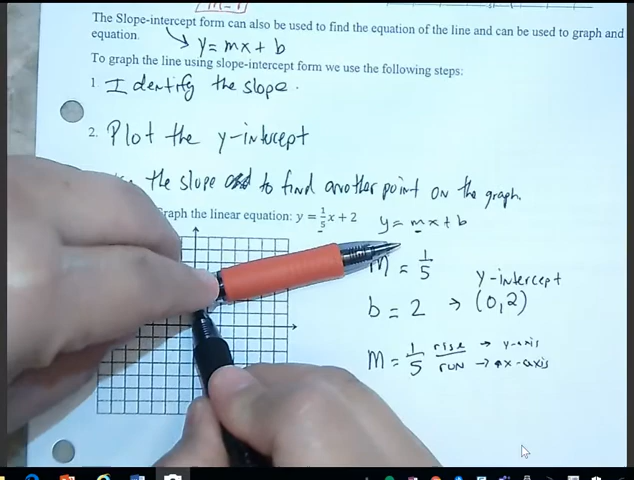 m=1
The Slope-intercept form can also be used to find the equation of the line and can be used to graph and
equation.
y = mx + b
To graph the line using slope-intercept form we use the following steps:
1. Identify the slope.
2. Plot the y-intercept
the slope to find another point on the graph.
raph the linear equation: y = 1/5 x + 2
y = mx + b
m = 1/5
y-intercept
b = 2 → (0,2)
m = 1/5 rise/run → y-axis
→ x-axis